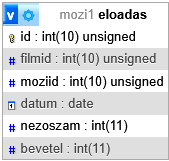 v mozi1 eloadas
id : int(10) unsigned
# filmid : int(10) unsigned
# moziid : int(10) unsigned
datum : date
# nezoszam : int(11)
# bevetel : int(11)